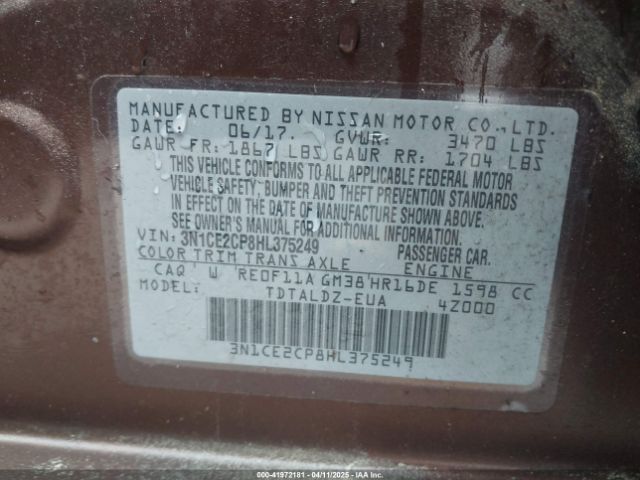 MANUFACTURED BY NISSAN MOTOR CO., LTD.
DATE: 06/17. GVWR: 3470 LBS
GAWR FR: 1867 LBS GAWR RR: 1704 LBS
THIS VEHICLE CONFORMS TO ALL APPLICABLE FEDERAL MOTOR
VEHICLE SAFETY, BUMPER AND THEFT PREVENTION STANDARDS
IN EFFECT ON THE DATE OF MANUFACTURE SHOWN ABOVE.
SEE OWNER'S MANUAL FOR ADDITIONAL INFORMATION.
VIN: 3N1CE2CP8HL375249 PASSENGER CAR.
COLOR TRIM TRANS AXLE ENGINE
CAQ W RE0F11A GM38 HR16DE 1598 CC
MODEL: TDTALDZ-EUA 4Z000
3N1CE2CP8HL375249
000-41972181 - 04/11/2025 - IAAI.com